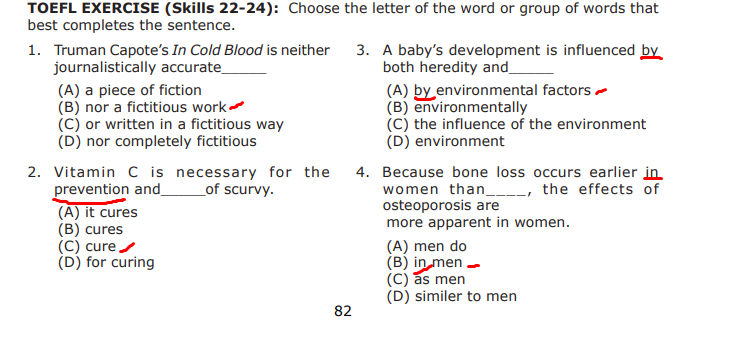 TOEFL EXERCISE (Skills 22-24): Choose the letter of the word or group of words that
best completes the sentence.
1. Truman Capote's In Cold Blood is neither
journalistically accurate______
(A) a piece of fiction
(B) nor a fictitious work
(C) or written in a fictitious way
(D) nor completely fictitious
2. Vitamin C is necessary for the
prevention and______of scurvy.
(A) it cures
(B) cures
(C) cure
(D) for curing
3. A baby's development is influenced by
both heredity and______
(A) by environmental factors
(B) environmentally
(C) the influence of the environment
(D) environment
4. Because bone loss occurs earlier in
women than____, the effects of
osteoporosis are
more apparent in women.
(A) men do
(B) in men
(C) as men
(D) similer to men
82